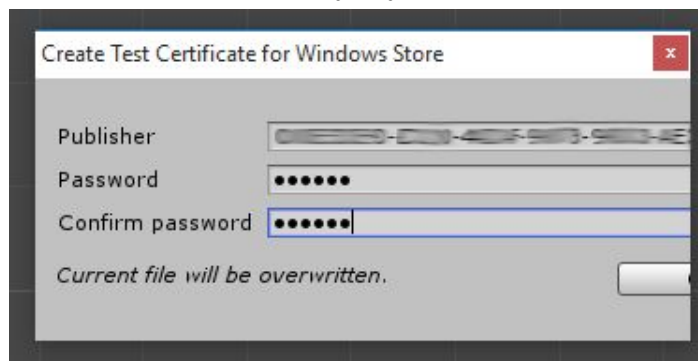 Create Test Certificate for Windows Store
x
Publisher
Password ••••••
Confirm password ••••••
Current file will be overwritten.